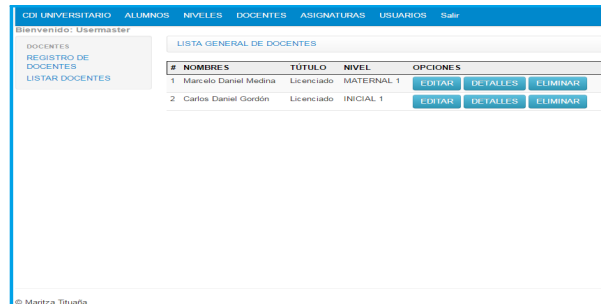 CDI UNIVERSITARIO ALUMNOS NIVELES DOCENTES ASIGNATURAS USUARIOS Salir
Bienvenido: Usermaster
DOCENTES
REGISTRO DE
DOCENTES
LISTAR DOCENTES
LISTA GENERAL DE DOCENTES
# NOMBRES TÚTULO NIVEL OPCIONES
1 Marcelo Daniel Medina Licenciado MATERNAL 1 EDITAR DETALLES ELIMINAR
2 Carlos Daniel Gordón Licenciado INICIAL 1 EDITAR DETALLES ELIMINAR
© Maritza Tituaña